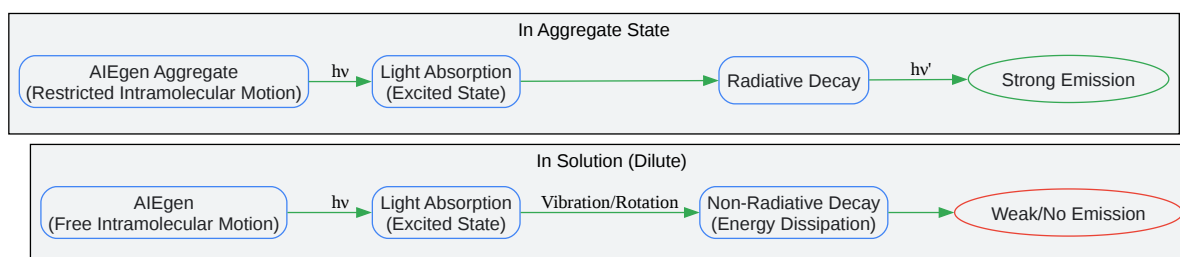 In Aggregate State
AIEgen Aggregate
(Restricted Intramolecular Motion)
hν
Light Absorption
(Excited State)
Radiative Decay
hν'
Strong Emission
In Solution (Dilute)
AIEgen
(Free Intramolecular Motion)
hν
Light Absorption
(Excited State)
Vibration/Rotation
Non-Radiative Decay
(Energy Dissipation)
Weak/No Emission